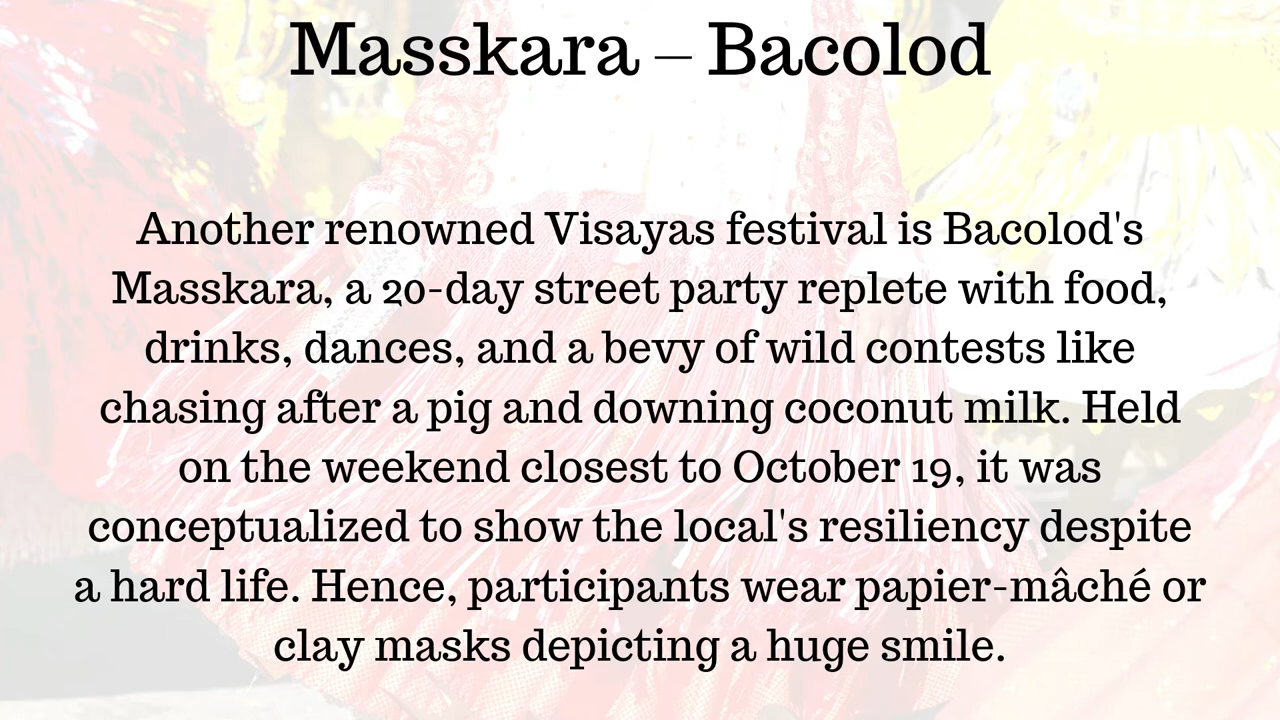 Masskara – Bacolod
Another renowned Visayas festival is Bacolod's
Masskara, a 20-day street party replete with food,
drinks, dances, and a bevy of wild contests like
chasing after a pig and downing coconut milk. Held
on the weekend closest to October 19, it was
conceptualized to show the local's resiliency despite
a hard life. Hence, participants wear papier-mâché or
clay masks depicting a huge smile.